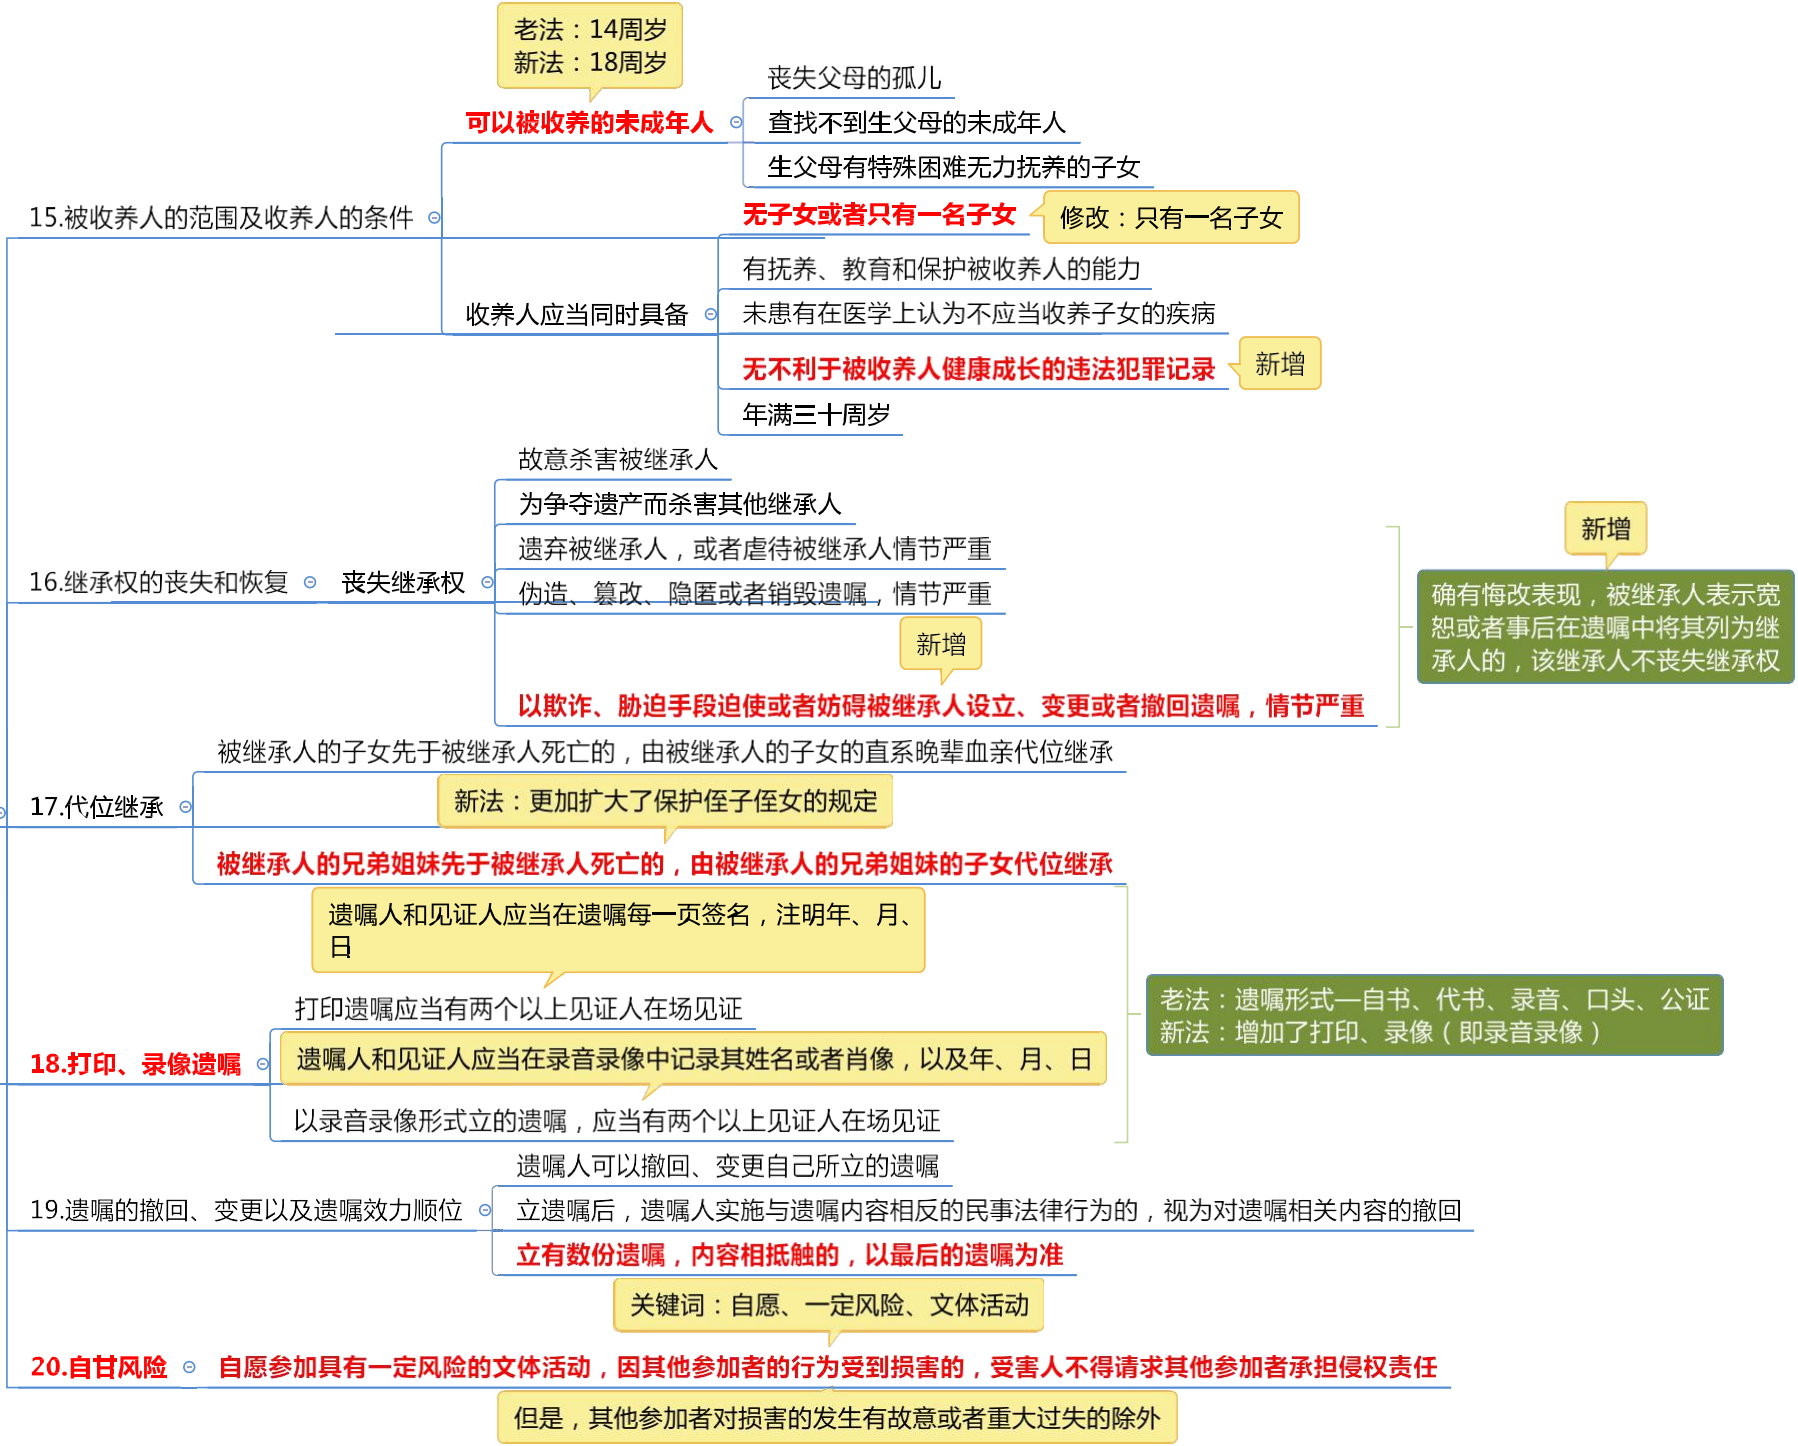 老法：14周岁
新法：18周岁
丧失父母的孤儿
可以被收养的未成年人
查找不到生父母的未成年人
生父母有特殊困难无力抚养的子女
15.被收养人的范围及收养人的条件
无子女或者只有一名子女
修改：只有一名子女
有抚养、教育和保护被收养人的能力
收养人应当同时具备
未患有在医学上认为不应当收养子女的疾病
无不利于被收养人健康成长的违法犯罪记录
新增
年满三十周岁
故意杀害被继承人
为争夺遗产而杀害其他继承人
遗弃被继承人，或者虐待被继承人情节严重
16.继承权的丧失和恢复
丧失继承权
伪造、篡改、隐匿或者销毁遗嘱，情节严重
新增
以欺诈、胁迫手段迫使或者妨碍被继承人设立、变更或者撤回遗嘱，情节严重
新增
确有悔改表现，被继承人表示宽
恕或者事后在遗嘱中将其列为继
承人的，该继承人不丧失继承权
被继承人的子女先于被继承人死亡的，由被继承人的子女的直系晚辈血亲代位继承
17.代位继承
新法：更加扩大了保护侄子侄女的规定
被继承人的兄弟姐妹先于被继承人死亡的，由被继承人的兄弟姐妹的子女代位继承
遗嘱人和见证人应当在遗嘱每一页签名，注明年、月、
日
打印遗嘱应当有两个以上见证人在场见证
18.打印、录像遗嘱
遗嘱人和见证人应当在录音录像中记录其姓名或者肖像，以及年、月、日
以录音录像形式立的遗嘱，应当有两个以上见证人在场见证
老法：遗嘱形式—自书、代书、录音、口头、公证
新法：增加了打印、录像（即录音录像）
遗嘱人可以撤回、变更自己所立的遗嘱
19.遗嘱的撤回、变更以及遗嘱效力顺位
立遗嘱后，遗嘱人实施与遗嘱内容相反的民事法律行为的，视为对遗嘱相关内容的撤回
立有数份遗嘱，内容相抵触的，以最后的遗嘱为准
关键词：自愿、一定风险、文体活动
20.自甘风险
自愿参加具有一定风险的文体活动，因其他参加者的行为受到损害的，受害人不得请求其他参加者承担侵权责任
但是，其他参加者对损害的发生有故意或者重大过失的除外